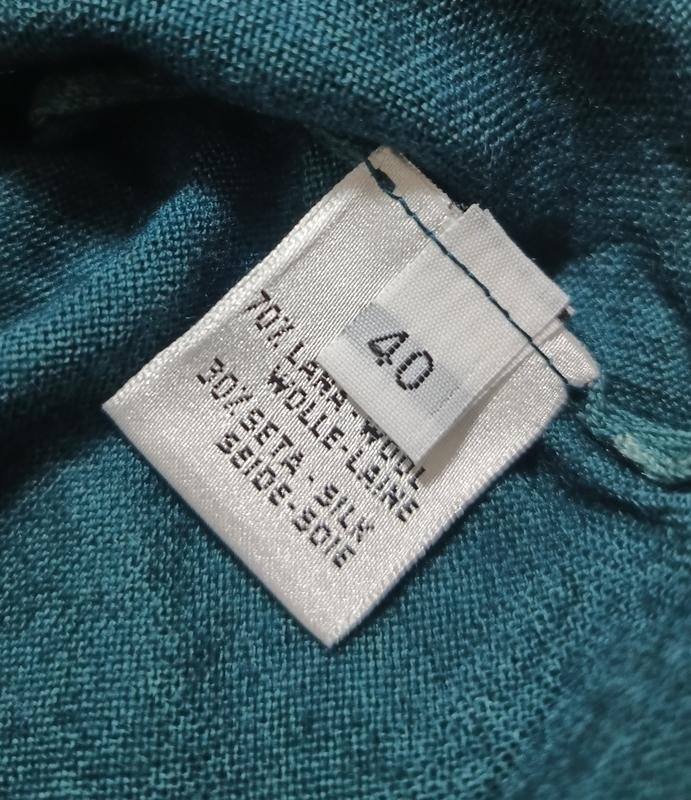 40
70% LANA - WOOL
WOLLE-LAINE
30% SETA - SILK
SEIDE-SOIE